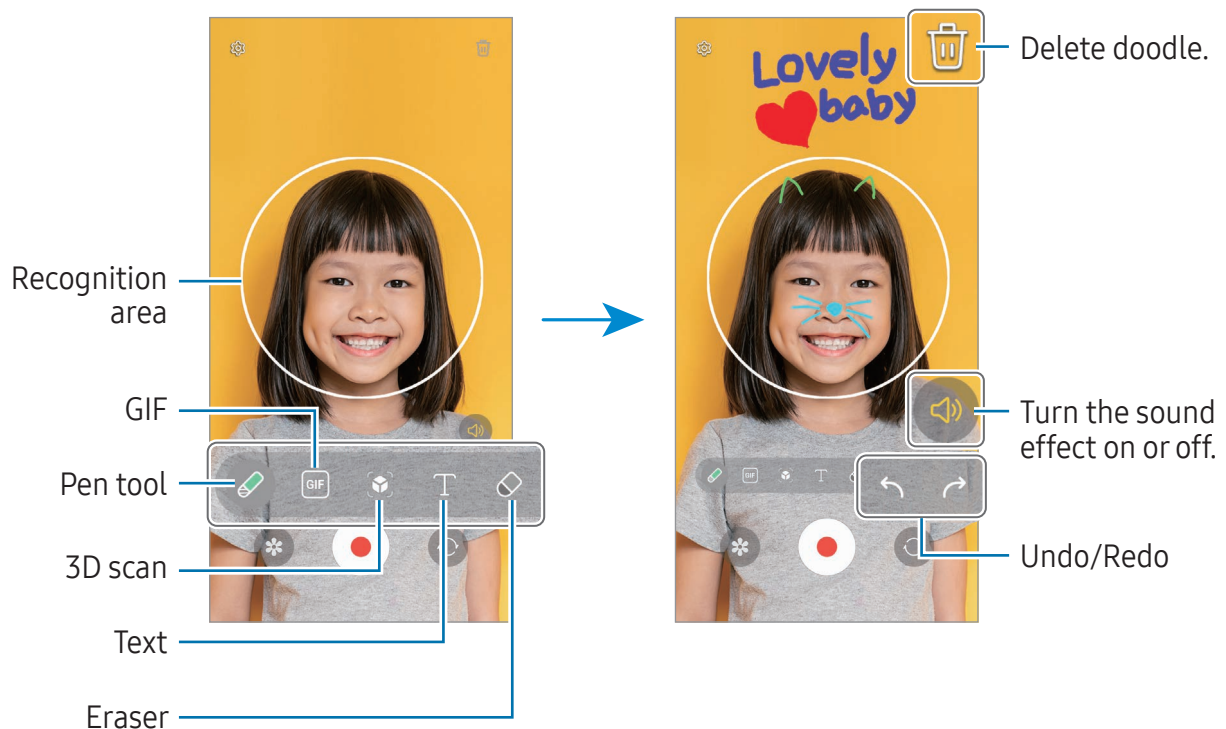 Recognition
area
GIF
Pen tool
3D scan
Text
Eraser
GIF
T
Lovely
baby
GIF
T
Delete doodle.
Turn the sound
effect on or off.
Undo/Redo